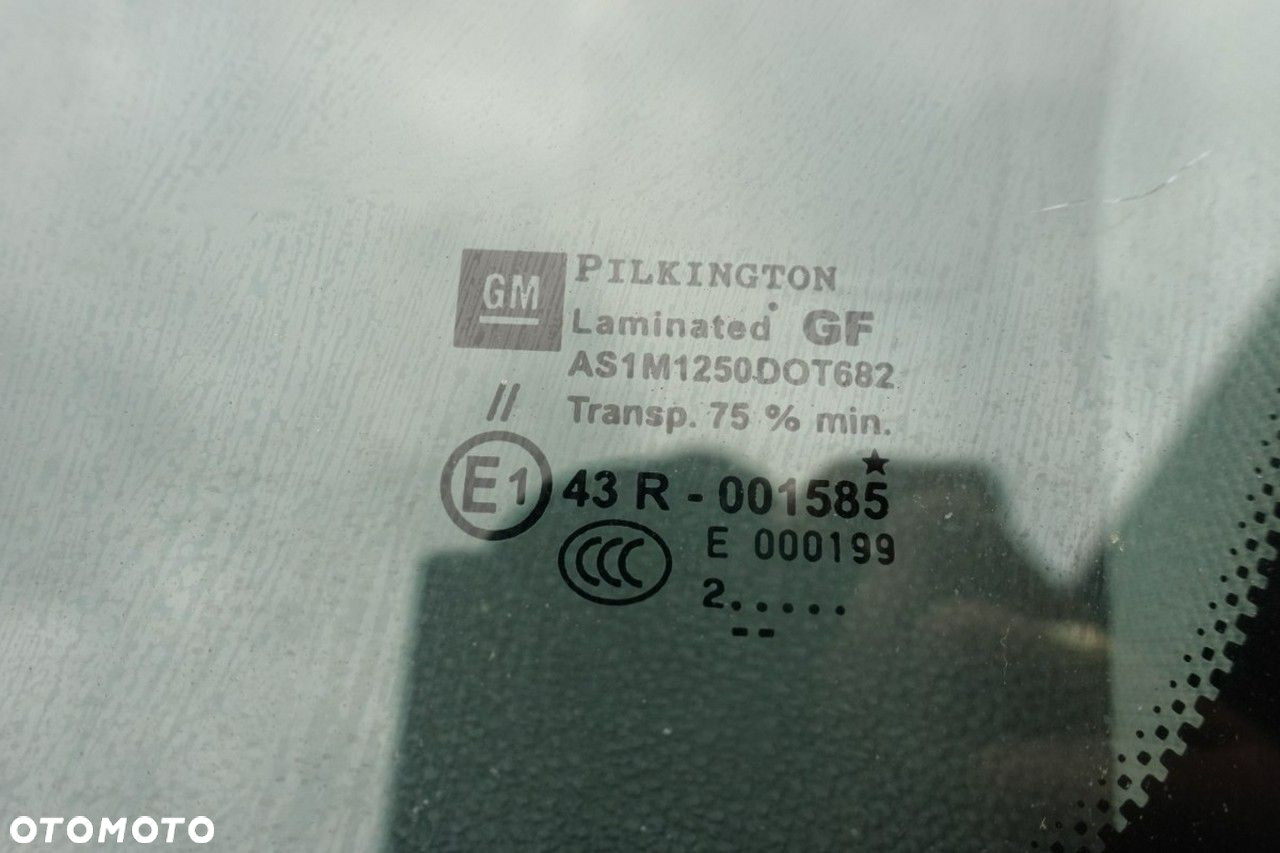 GM
PILKINGTON
Laminated GF
AS1M1250DOT682
Transp. 75 % min.
//
E1 43 R - 001585
CCC
E 000199
2.....
--
OTOMOTO